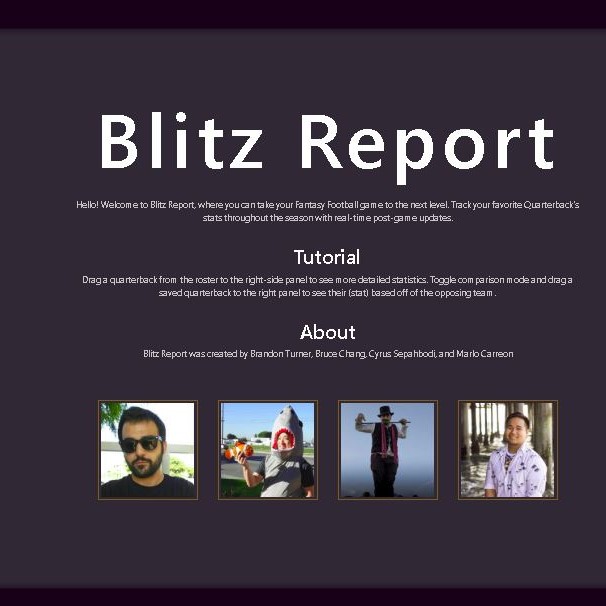 Blitz Report
Hello! Welcome to Blitz Report, where you can take your Fantasy Football game to the next level. Track your favorite Quarterback's
stats throughout the season with real-time post-game updates.
Tutorial
Drag a quarterback from the roster to the right-side panel to see more detailed statistics. Toggle comparison mode and drag a
saved quarterback to the right panel to see their (stat) based off of the opposing team.
About
Blitz Report was created by Brandon Turner, Bruce Chang, Cyrus Sepahbodi, and Marlo Carreon